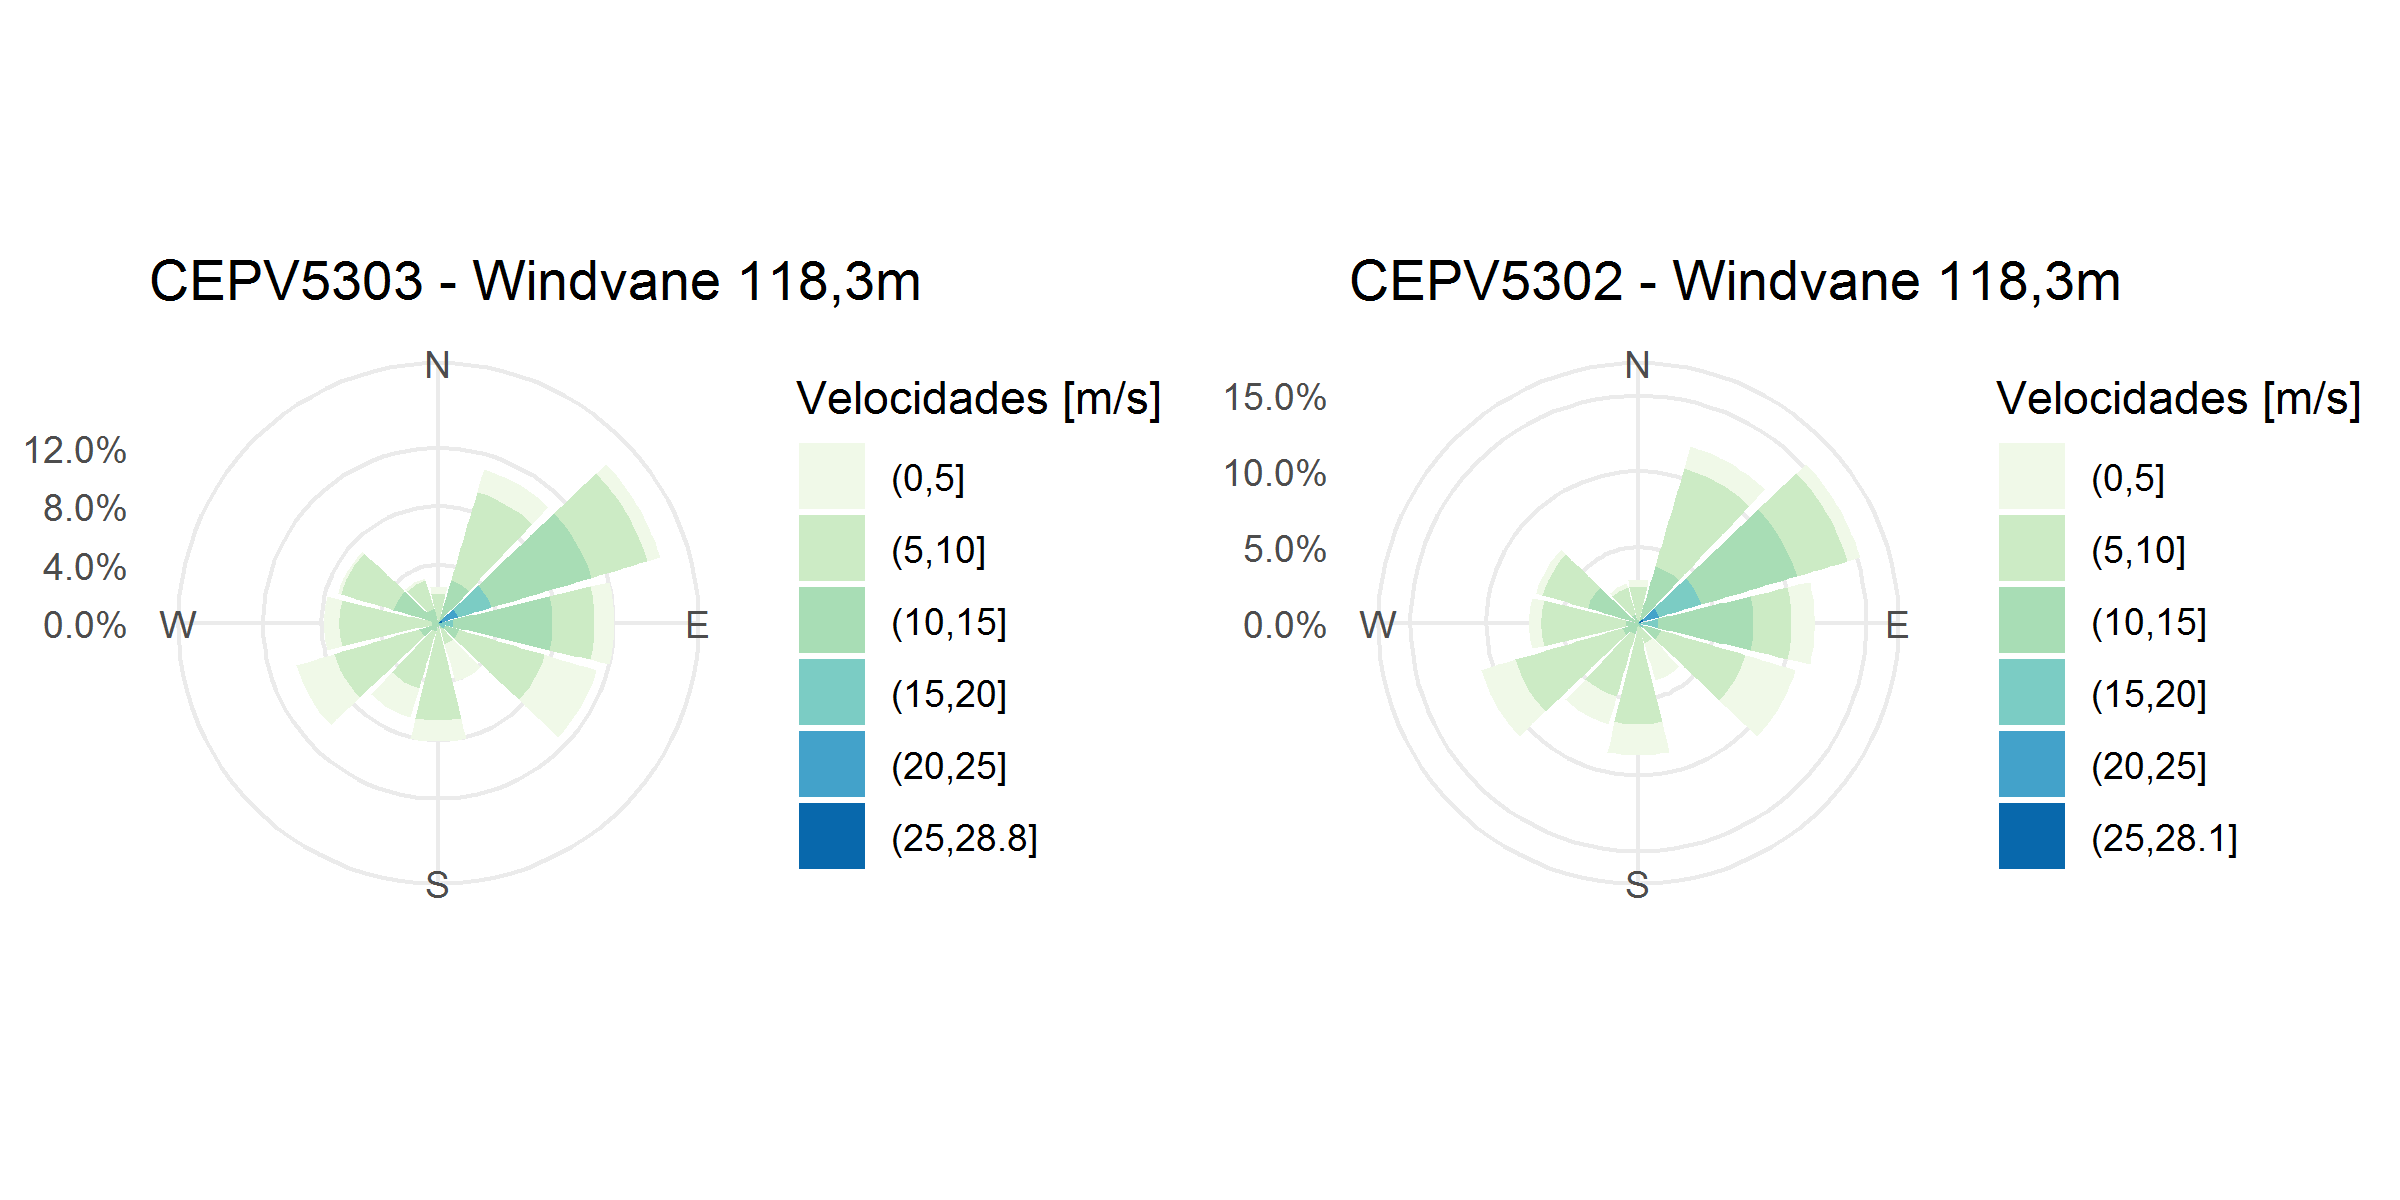 CEPV5303 - Windvane 118,3m
N
12.0%
8.0%
4.0%
0.0%
W
E
S
Velocidades [m/s]
(0,5]
(5,10]
(10,15]
(15,20]
(20,25]
(25,28.8]
CEPV5302 - Windvane 118,3m
N
15.0%
10.0%
5.0%
0.0%
W
E
S
Velocidades [m/s]
(0,5]
(5,10]
(10,15]
(15,20]
(20,25]
(25,28.1]